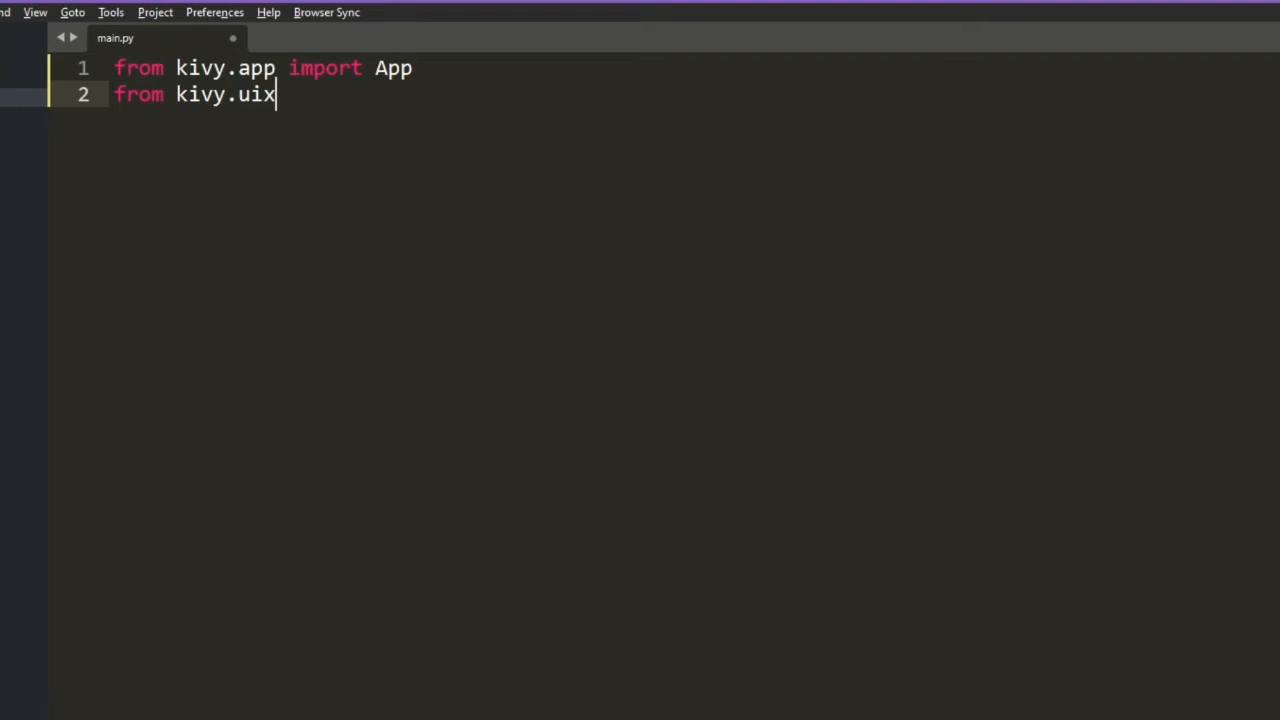 nd View Goto Tools Project Preferences Help Browser Sync
main.py
1 from kivy.app import App
2 from kivy.uix